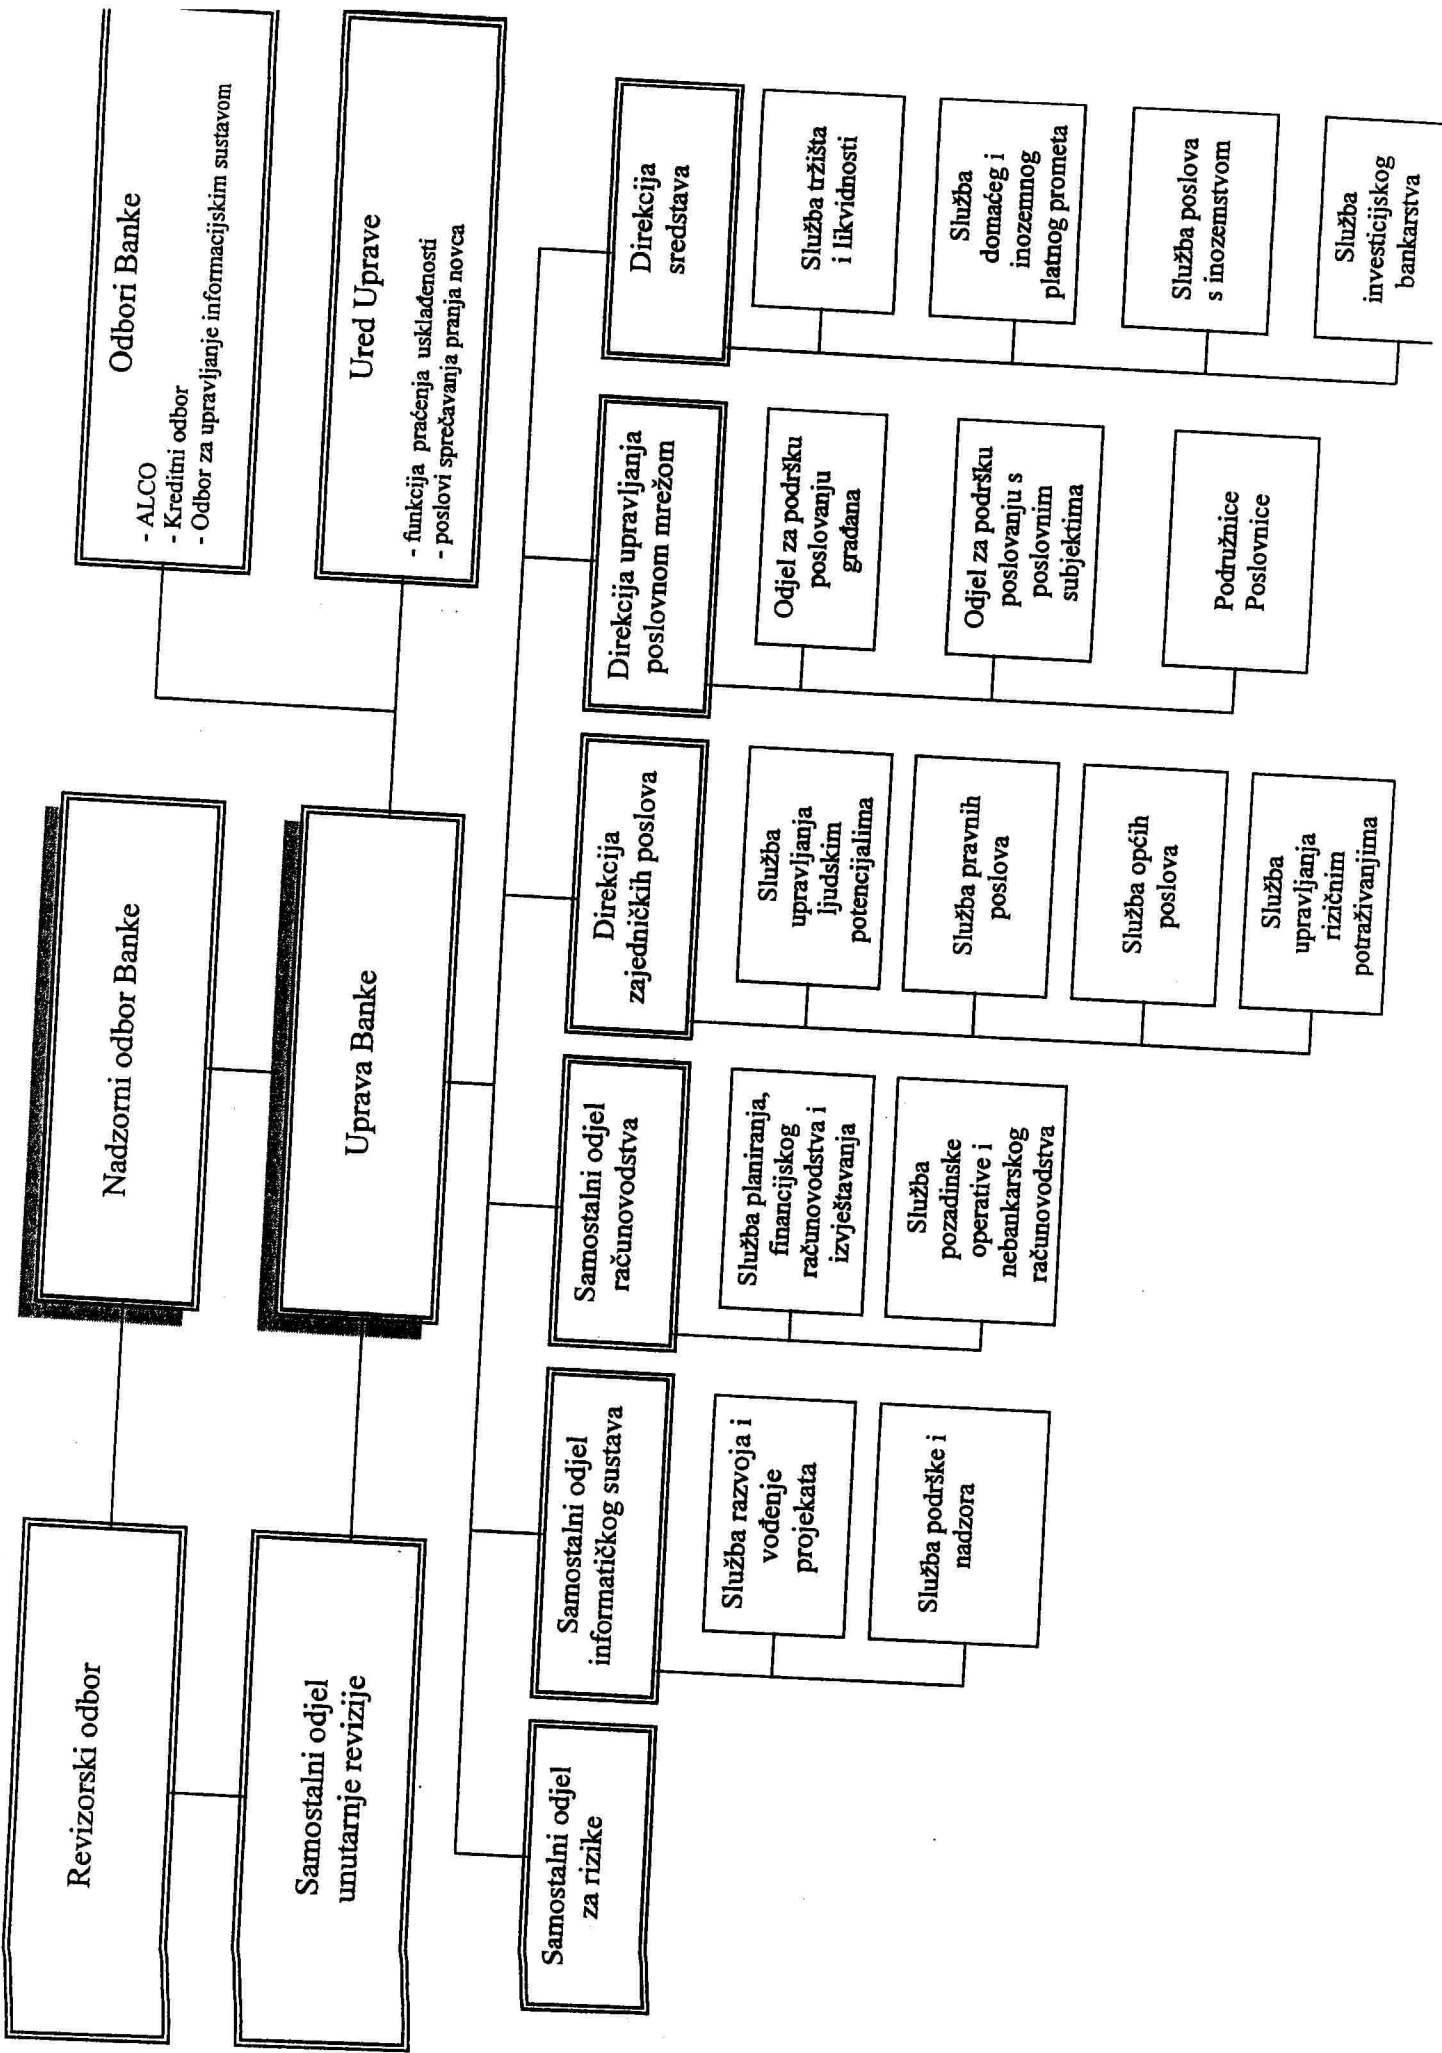 Revizorski odbor
Nadzorni odbor Banke
Odbori Banke
- ALCO
- Kreditni odbor
- Odbor za upravljanje informacijskim sustavom
Samostalni odjel
unutarnje revizije
Uprava Banke
Ured Uprave
- funkcija praćenja usklađenosti
- poslovi sprečavanja pranja novca
Samostalni odjel
za rizike
Samostalni odjel
informatičkog sustava
Služba razvoja i
vođenje
projekata
Služba podrške i
nadzora
Samostalni odjel
računovodstva
Služba planiranja,
financijskog
računovodstva i
izvještavanja
Služba
pozadinske
operative i
nebankarskog
računovodstva
Direkcija
zajedničkih poslova
Služba
upravljanja
ljudskim
potencijalima
Služba pravnih
poslova
Služba općih
poslova
Služba
upravljanja
rizičnim
potraživanjima
Direkcija upravljanja
poslovnom mrežom
Odjel za podršku
poslovanju
građana
Odjel za podršku
poslovanju s
poslovnim
subjektima
Podružnice
Poslovnice
Direkcija
sredstava
Služba tržišta
i likvidnosti
Služba
domaćeg i
inozemnog
platnog prometa
Služba poslova
s inozemstvom
Služba
investicijskog
bankarstva